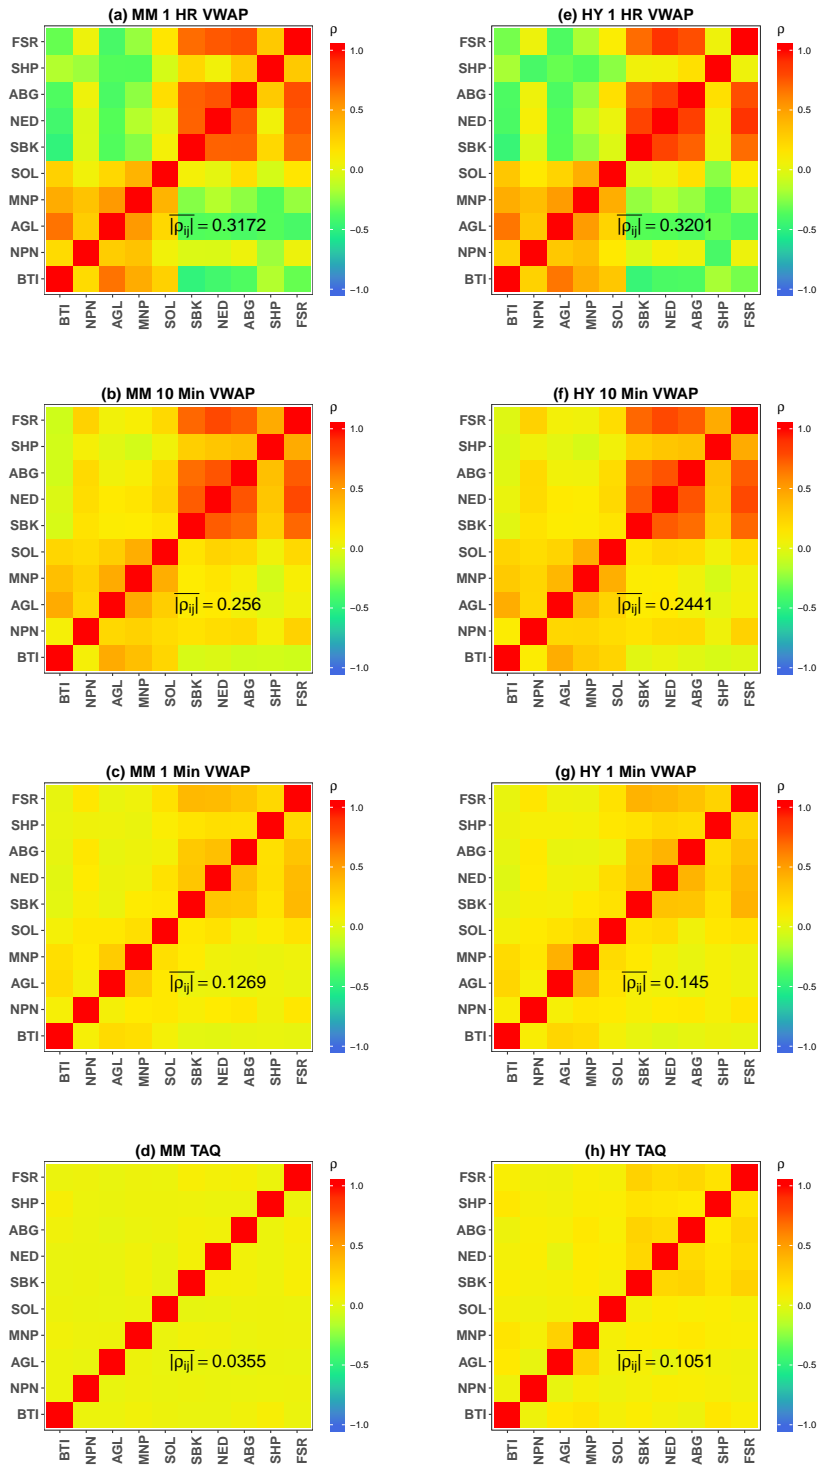 (a) MM 1 HR VWAP
FSR
SHP
ABG
NED
SBK
SOL
MNP
AGL
NPN
BTI
|ρij| = 0.3172
BTI NPN AGL MNP SOL SBK NED ABG SHP FSR
ρ
1.0
0.5
0.0
−0.5
−1.0
(e) HY 1 HR VWAP
FSR
SHP
ABG
NED
SBK
SOL
MNP
AGL
NPN
BTI
|ρij| = 0.3201
BTI NPN AGL MNP SOL SBK NED ABG SHP FSR
ρ
1.0
0.5
0.0
−0.5
−1.0
(b) MM 10 Min VWAP
FSR
SHP
ABG
NED
SBK
SOL
MNP
AGL
NPN
BTI
|ρij| = 0.256
BTI NPN AGL MNP SOL SBK NED ABG SHP FSR
ρ
1.0
0.5
0.0
−0.5
−1.0
(f) HY 10 Min VWAP
FSR
SHP
ABG
NED
SBK
SOL
MNP
AGL
NPN
BTI
|ρij| = 0.2441
BTI NPN AGL MNP SOL SBK NED ABG SHP FSR
ρ
1.0
0.5
0.0
−0.5
−1.0
(c) MM 1 Min VWAP
FSR
SHP
ABG
NED
SBK
SOL
MNP
AGL
NPN
BTI
|ρij| = 0.1269
BTI NPN AGL MNP SOL SBK NED ABG SHP FSR
ρ
1.0
0.5
0.0
−0.5
−1.0
(g) HY 1 Min VWAP
FSR
SHP
ABG
NED
SBK
SOL
MNP
AGL
NPN
BTI
|ρij| = 0.145
BTI NPN AGL MNP SOL SBK NED ABG SHP FSR
ρ
1.0
0.5
0.0
−0.5
−1.0
(d) MM TAQ
FSR
SHP
ABG
NED
SBK
SOL
MNP
AGL
NPN
BTI
|ρij| = 0.0355
BTI NPN AGL MNP SOL SBK NED ABG SHP FSR
ρ
1.0
0.5
0.0
−0.5
−1.0
(h) HY TAQ
FSR
SHP
ABG
NED
SBK
SOL
MNP
AGL
NPN
BTI
|ρij| = 0.1051
BTI NPN AGL MNP SOL SBK NED ABG SHP FSR
ρ
1.0
0.5
0.0
−0.5
−1.0